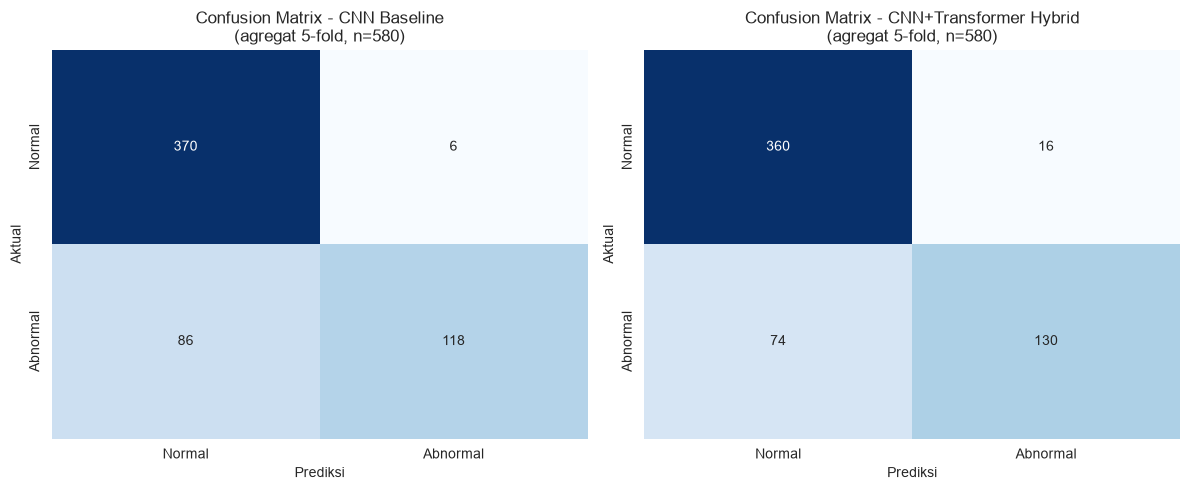 Confusion Matrix - CNN Baseline
(agregat 5-fold, n=580)
Aktual
Normal
370
6
Abnormal
86
118
Normal
Abnormal
Prediksi
Confusion Matrix - CNN+Transformer Hybrid
(agregat 5-fold, n=580)
Aktual
Normal
360
16
Abnormal
74
130
Normal
Abnormal
Prediksi